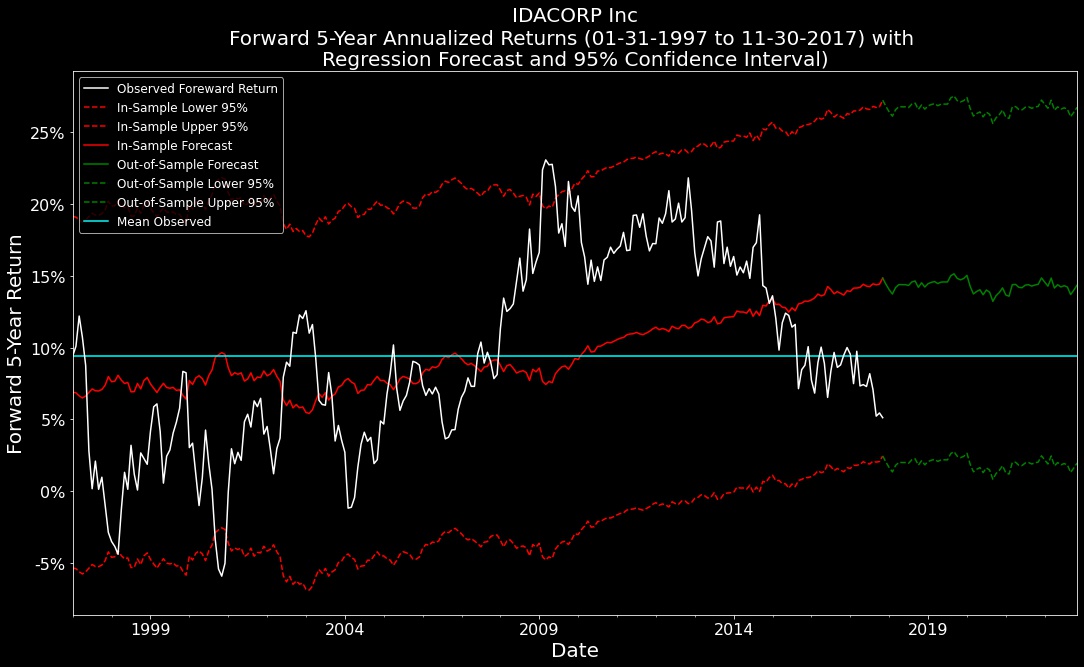 IDACORP Inc
Forward 5-Year Annualized Returns (01-31-1997 to 11-30-2017) with
Regression Forecast and 95% Confidence Interval)
Observed Foreward Return
In-Sample Lower 95%
In-Sample Upper 95%
In-Sample Forecast
Out-of-Sample Forecast
Out-of-Sample Lower 95%
Out-of-Sample Upper 95%
Mean Observed
Forward 5-Year Return
25%
20%
15%
10%
5%
0%
-5%
1999
2004
2009
2014
2019
Date